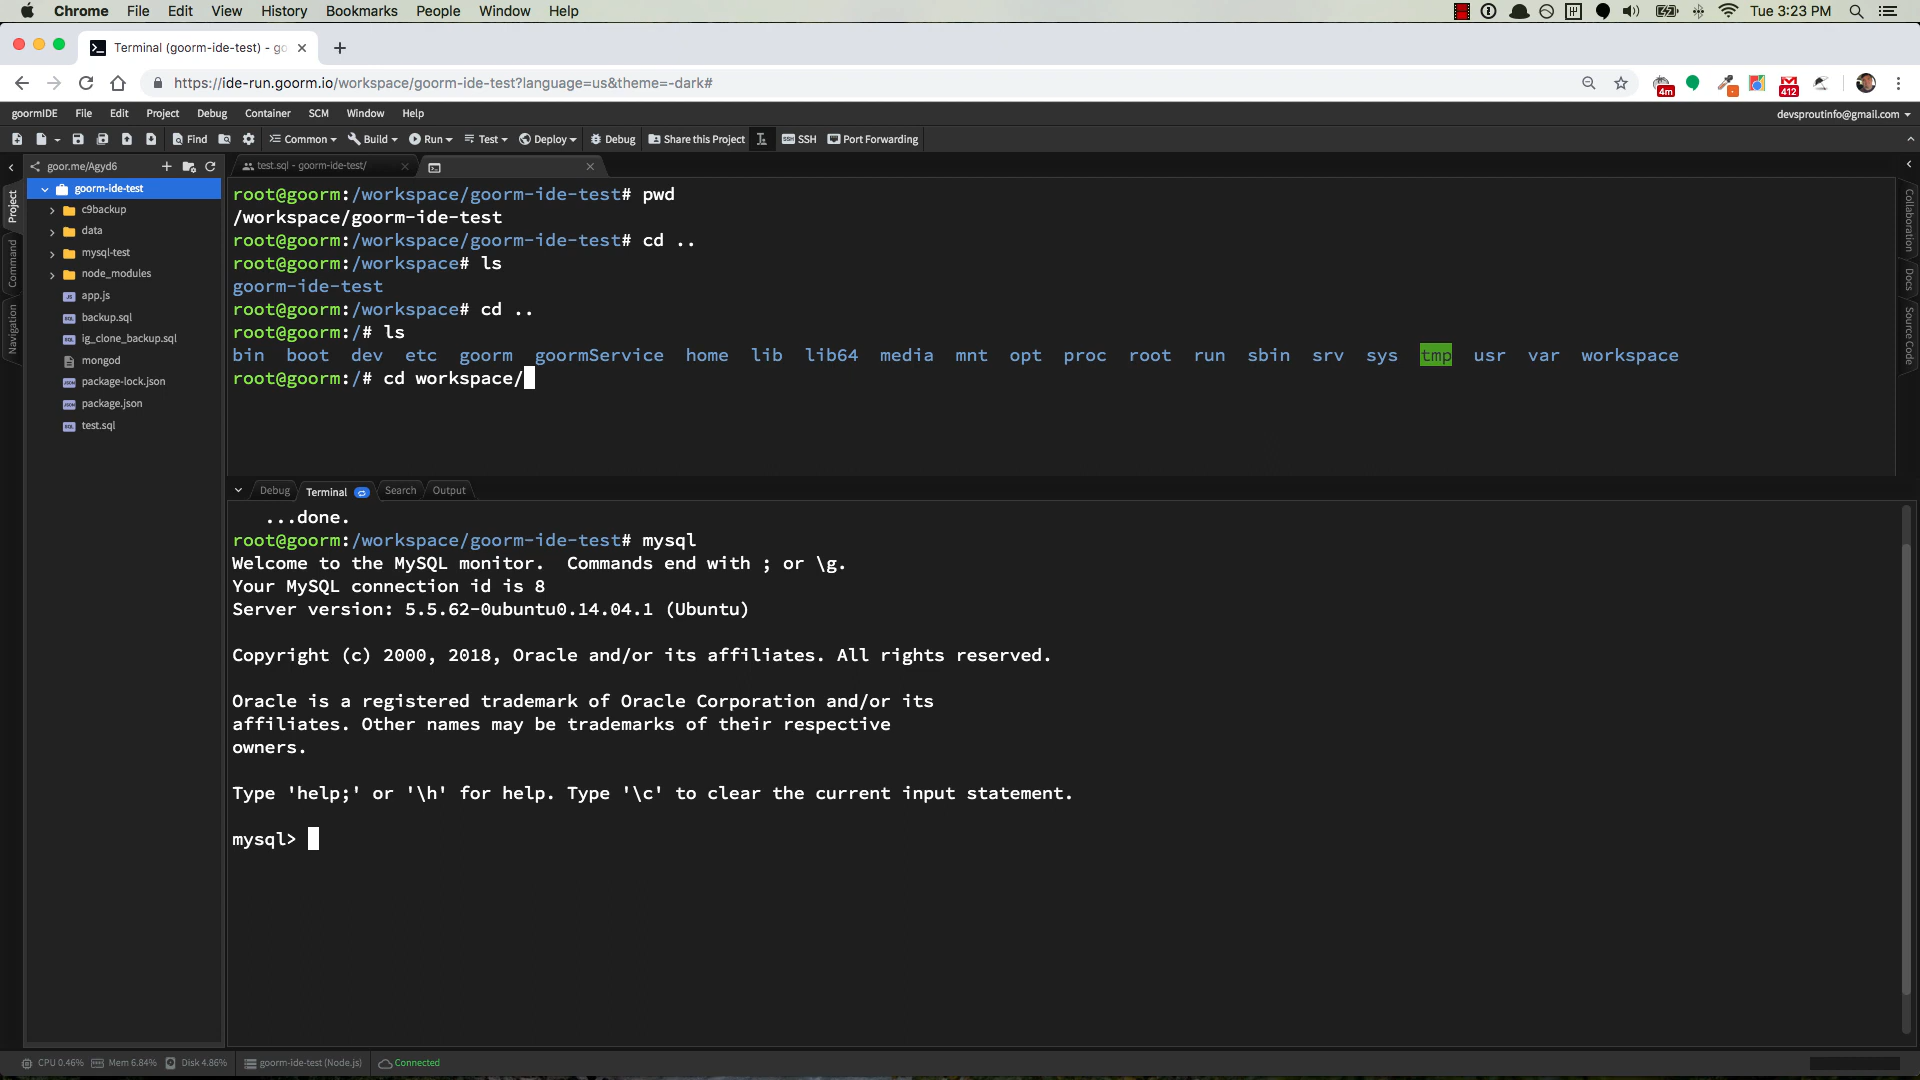 Chrome File Edit View History Bookmarks People Window Help Tue 3:23 PM
Terminal (goorm-ide-test) - go
https://ide-run.goorm.io/workspace/goorm-ide-test?language=us&theme=-dark#
4m 412
goormIDE File Edit Project Debug Container SCM Window Help devsproutinfo@gmail.com
Find Common Build Run Test Deploy Debug Share this Project SSH Port Forwarding
goor.me/Agyd6
test.sql - goorm-ide-test/
Project
Command
Navigation
goorm-ide-test
c9backup
data
mysql-test
node_modules
app.js
backup.sql
ig_clone_backup.sql
mongod
package-lock.json
package.json
test.sql
root@goorm:/workspace/goorm-ide-test# pwd
/workspace/goorm-ide-test
root@goorm:/workspace/goorm-ide-test# cd ..
root@goorm:/workspace# ls
goorm-ide-test
root@goorm:/workspace# cd ..
root@goorm:/# ls
bin boot dev etc goorm goormService home lib lib64 media mnt opt proc root run sbin srv sys tmp usr var workspace
root@goorm:/# cd workspace/
Collaboration
Docs
Source Code
Debug Terminal Search Output
...done.
root@goorm:/workspace/goorm-ide-test# mysql
Welcome to the MySQL monitor.  Commands end with ; or \g.
Your MySQL connection id is 8
Server version: 5.5.62-0ubuntu0.14.04.1 (Ubuntu)
Copyright (c) 2000, 2018, Oracle and/or its affiliates. All rights reserved.
Oracle is a registered trademark of Oracle Corporation and/or its
affiliates. Other names may be trademarks of their respective
owners.
Type 'help;' or '\h' for help. Type '\c' to clear the current input statement.
mysql>
CPU 0.46% Mem 6.84% Disk 4.86% goorm-ide-test (Node.js) Connected